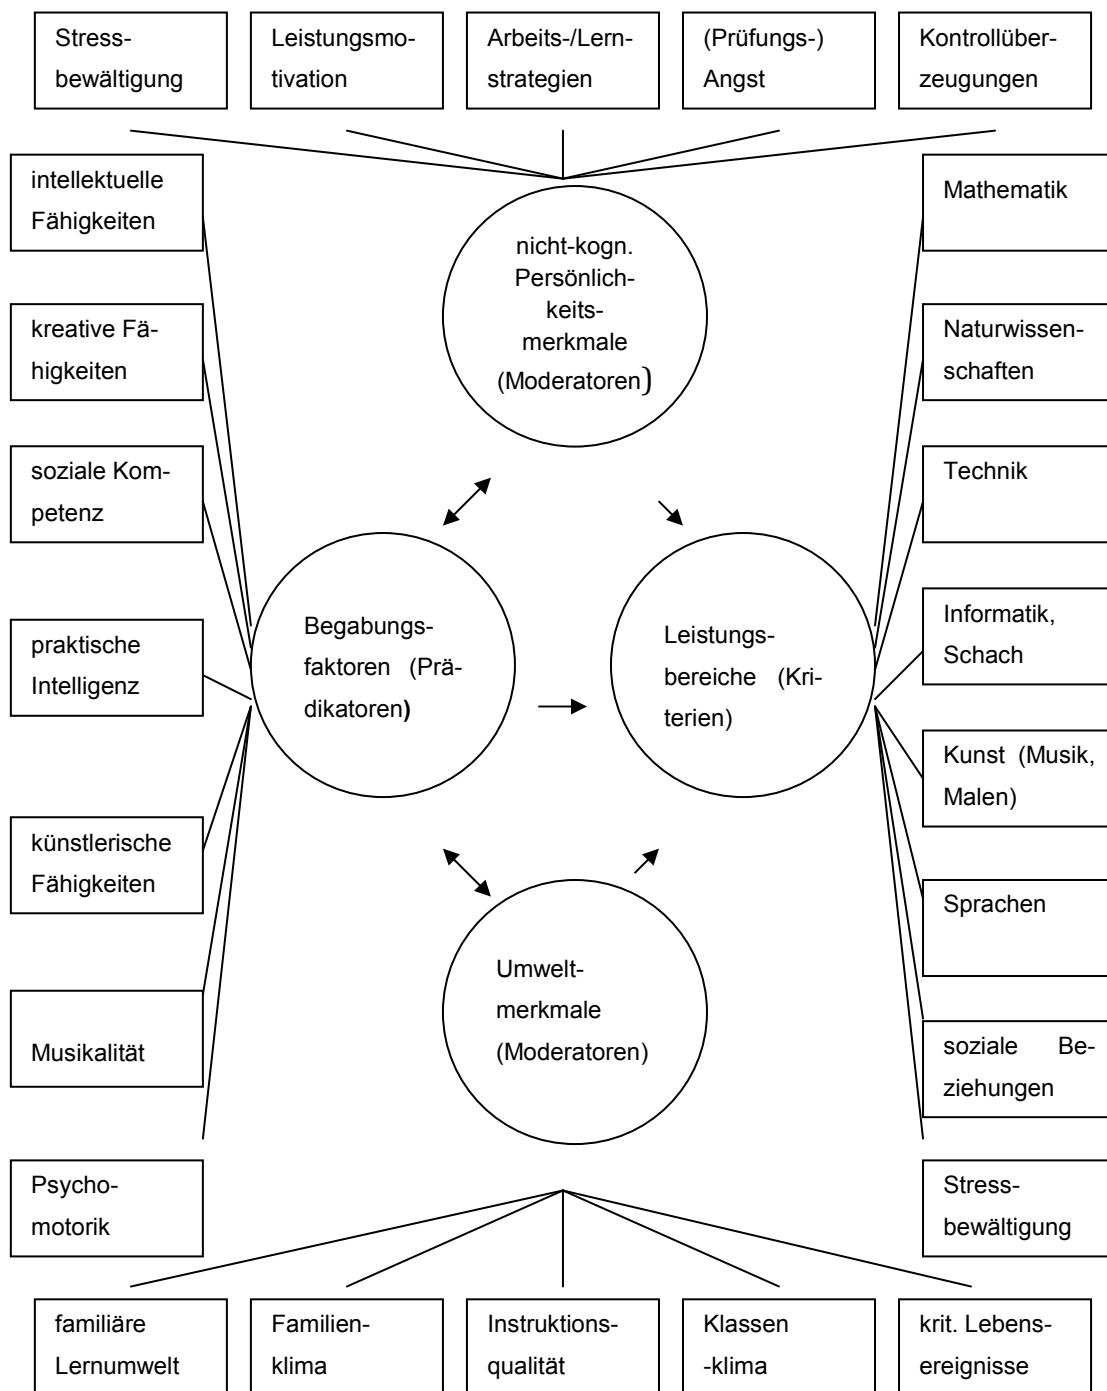 Stress-
bewältigung
Leistungsmo-
tivation
Arbeits-/Lern-
strategien
(Prüfungs-)
Angst
Kontrollüber-
zeugungen
intellektuelle
Fähigkeiten
kreative Fä-
higkeiten
soziale Kom-
petenz
praktische
Intelligenz
künstlerische
Fähigkeiten
Musikalität
Psycho-
motorik
nicht-kogn.
Persönlich-
keits-
merkmale
(Moderatoren)
Begabungs-
faktoren (Prä-
dikatoren)
Leistungs-
bereiche (Kri-
terien)
Umwelt-
merkmale
(Moderatoren)
Mathematik
Naturwissen-
schaften
Technik
Informatik,
Schach
Kunst (Musik,
Malen)
Sprachen
soziale Be-
ziehungen
Stress-
bewältigung
familiäre
Lernumwelt
Familien-
klima
Instruktions-
qualität
Klassen
-klima
krit. Lebens-
ereignisse